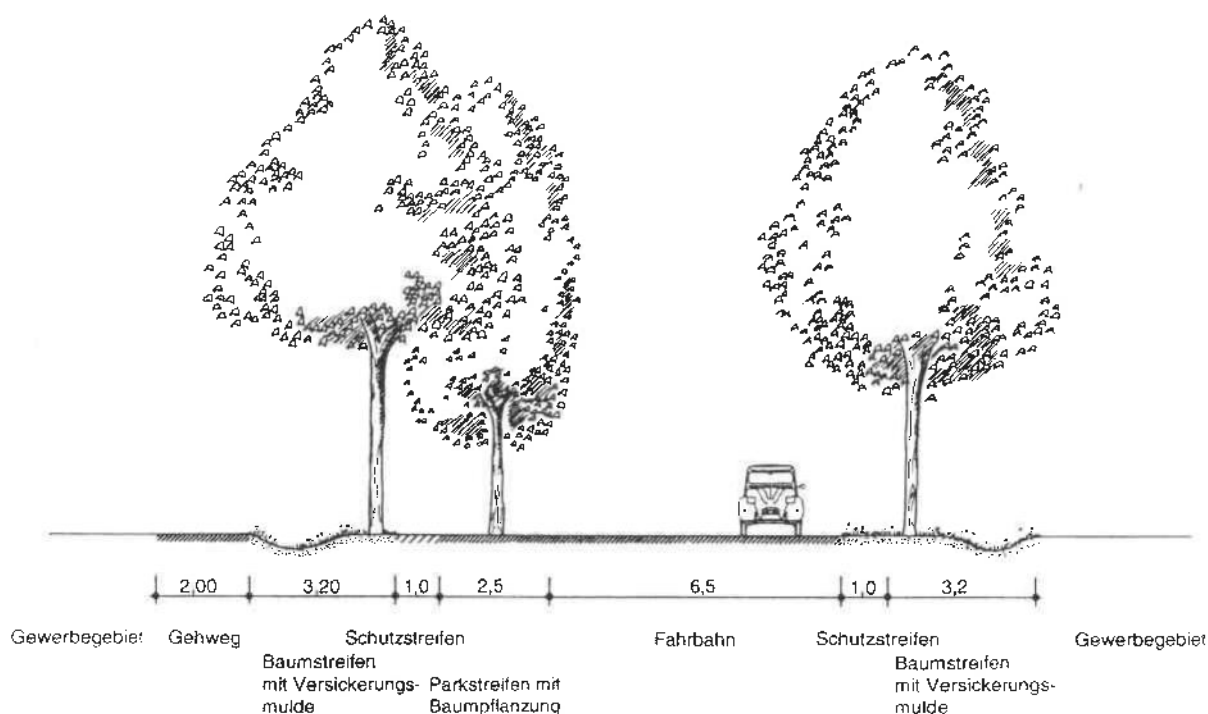 2,00 3,20 1,0 2,5 6,5 1,0 3,2
Gewerbegebiet Gehweg Schutzstreifen Fahrbahn Schutzstreifen Gewerbegebiet
Baumstreifen
mit Versickerungs-
mulde
Parkstreifen mit
Baumpflanzung
Baumstreifen
mit Versickerungs-
mulde